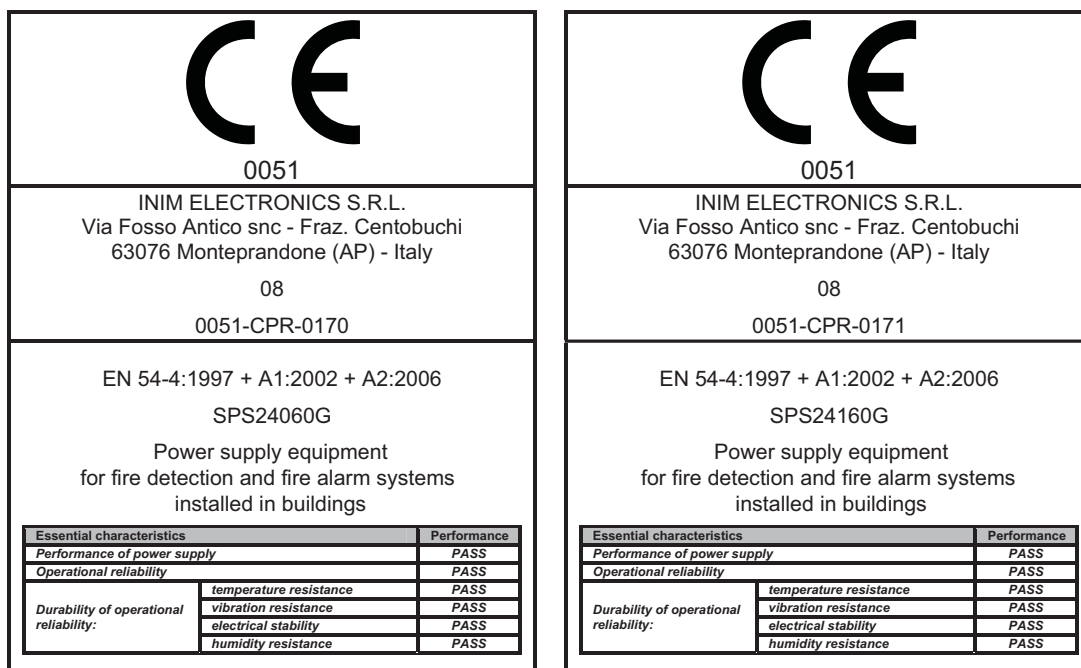 CE
0051
INIM ELECTRONICS S.R.L.
Via Fosso Antico snc - Fraz. Centobuchi
63076 Monteprandone (AP) - Italy
08
0051-CPR-0170
EN 54-4:1997 + A1:2002 + A2:2006
SPS24060G
Power supply equipment
for fire detection and fire alarm systems
installed in buildings
Essential characteristics Performance
Performance of power supply PASS
Operational reliability PASS
Durability of operational reliability:
temperature resistance PASS
vibration resistance PASS
electrical stability PASS
humidity resistance PASS
CE
0051
INIM ELECTRONICS S.R.L.
Via Fosso Antico snc - Fraz. Centobuchi
63076 Monteprandone (AP) - Italy
08
0051-CPR-0171
EN 54-4:1997 + A1:2002 + A2:2006
SPS24160G
Power supply equipment
for fire detection and fire alarm systems
installed in buildings
Essential characteristics Performance
Performance of power supply PASS
Operational reliability PASS
Durability of operational
reliability:
temperature resistance PASS
vibration resistance PASS
electrical stability PASS
humidity resistance PASS